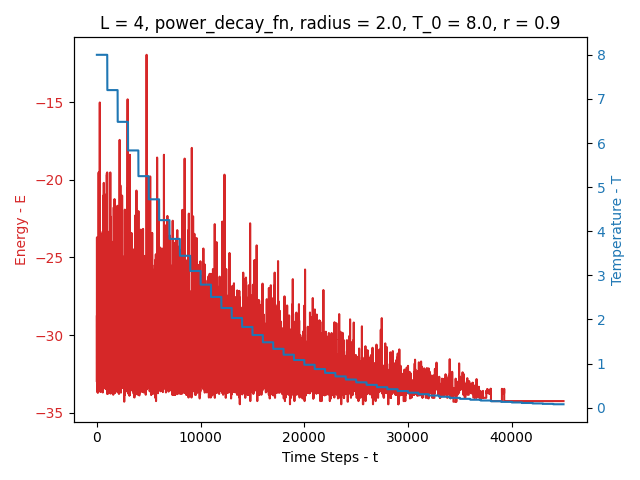 L = 4, power_decay_fn, radius = 2.0, T_0 = 8.0, r = 0.9
Energy - E
−15
−20
−25
−30
−35
8
7
6
5
4
3
2
1
0
Temperature - T
0 10000 20000 30000 40000
Time Steps - t